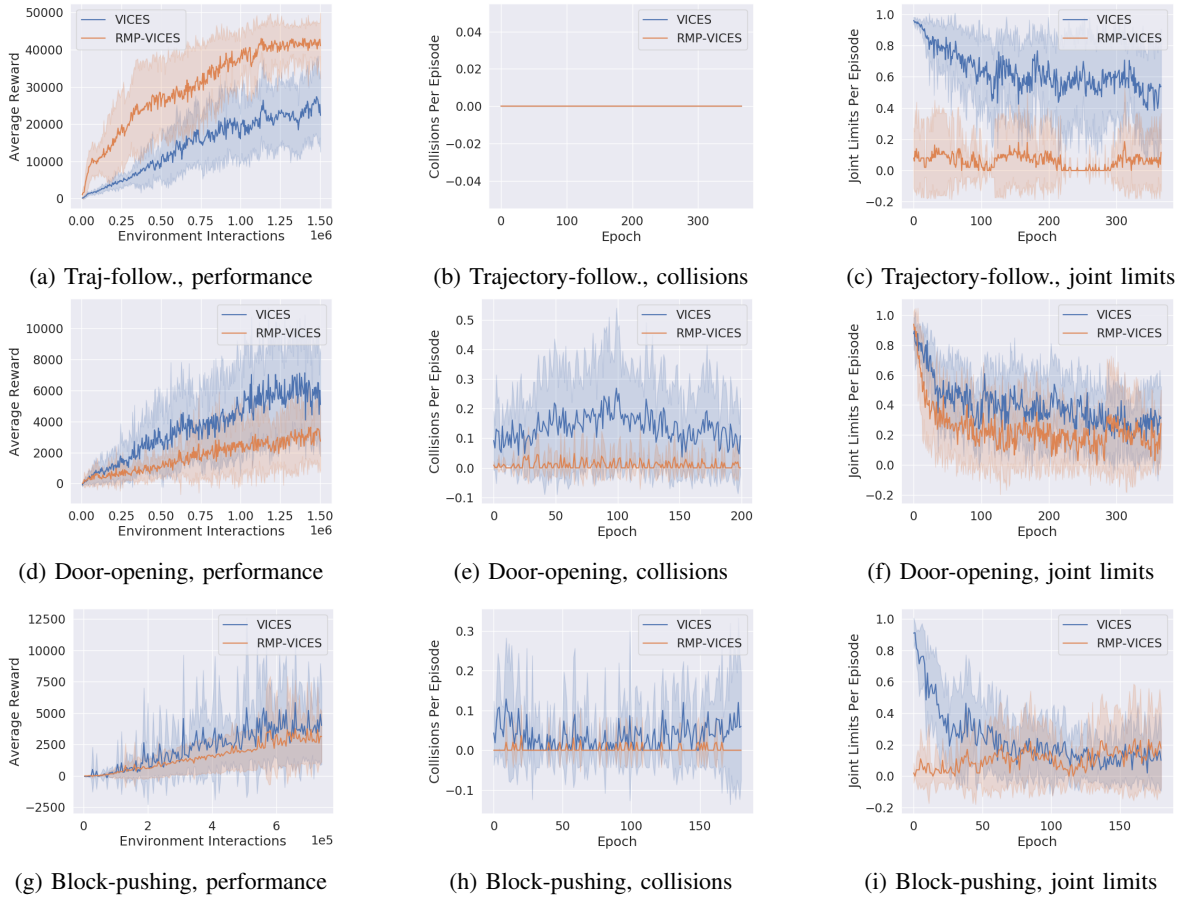 VICES
RMP-VICES
50000
40000
30000
20000
10000
0
Average Reward
0.00 0.25 0.50 0.75 1.00 1.25 1.50
1e6
Environment Interactions
(a) Traj-follow., performance
0.04
0.02
0.00
−0.02
−0.04
Collisions Per Episode
0 100 200 300
Epoch
(b) Trajectory-follow., collisions
VICES
RMP-VICES
1.0
0.8
0.6
0.4
0.2
0.0
−0.2
Joint Limits Per Episode
0 100 200 300
Epoch
(c) Trajectory-follow., joint limits
VICES
RMP-VICES
10000
8000
6000
4000
2000
0
Average Reward
0.00 0.25 0.50 0.75 1.00 1.25 1.50
1e6
Environment Interactions
(d) Door-opening, performance
VICES
RMP-VICES
0.5
0.4
0.3
0.2
0.1
0.0
−0.1
Collisions Per Episode
0 50 100 150 200
Epoch
(e) Door-opening, collisions
VICES
RMP-VICES
1.0
0.8
0.6
0.4
0.2
0.0
−0.2
Joint Limits Per Episode
0 100 200 300
Epoch
(f) Door-opening, joint limits
VICES
RMP-VICES
12500
10000
7500
5000
2500
0
−2500
Average Reward
0 2 4 6
1e5
Environment Interactions
(g) Block-pushing, performance
VICES
RMP-VICES
0.3
0.2
0.1
0.0
−0.1
Collisions Per Episode
0 50 100 150
Epoch
(h) Block-pushing, collisions
VICES
RMP-VICES
1.0
0.8
0.6
0.4
0.2
0.0
−0.2
Joint Limits Per Episode
0 50 100 150
Epoch
(i) Block-pushing, joint limits